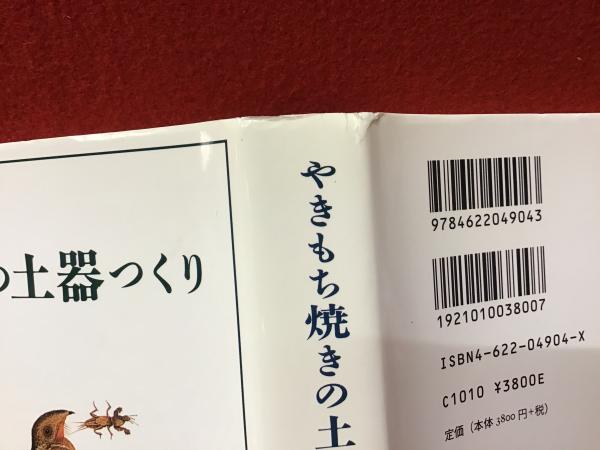 の土器つくり
やきもち焼きの土
9784622049043
1921010038007
ISBN4-622-04904-X
C1010 ¥3800E
定価 (本体 3800円+税)